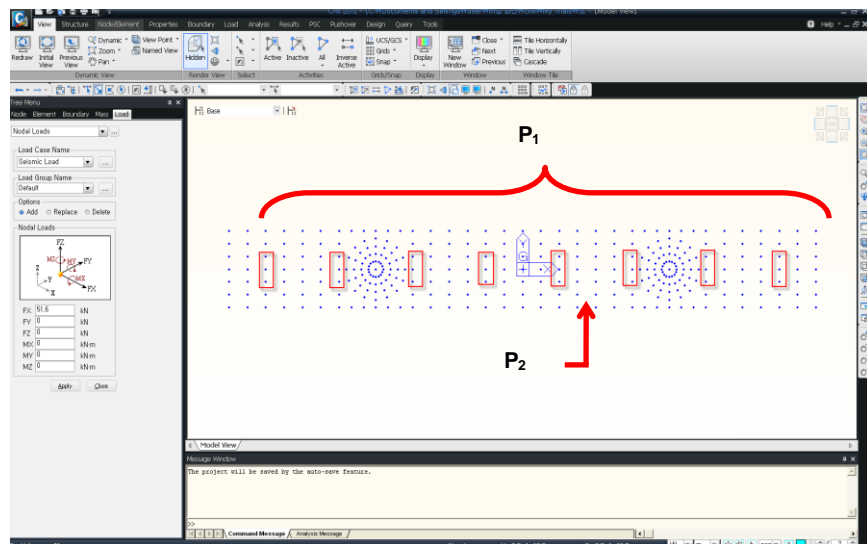 View Structure Node/Element Properties Boundary Load Analysis Results PSC Pushover Design Query Tools
Help
Redraw Initial View Previous View Dynamic Zoom Pan View Point Named View
Hidden
Active Inactive All Inverse Active
UCS/GCS Grids Snap
Display
New Window Close Next Previous
Tile Horizontally Tile Vertically Cascade
Dynamic View Render View Select Activities Grids/Snap Display Window Window Tile
Tree Menu
Node Element Boundary Mass Load
Base
Nodal Loads
...
Load Case Name
Seismic Load
...
Load Group Name
Default
...
Options
Add Replace Delete
Nodal Loads
FZ
MZ MY FY
MX
FX
Z Y
X
FX 51,6 kN
FY 0 kN
FZ 0 kN
MX 0 kN·m
MY 0 kN·m
MZ 0 kN·m
Apply Close
P1
P2
Model View
Message Window
The project will be saved by the auto-save feature.
>>
Command Message Analysis Message